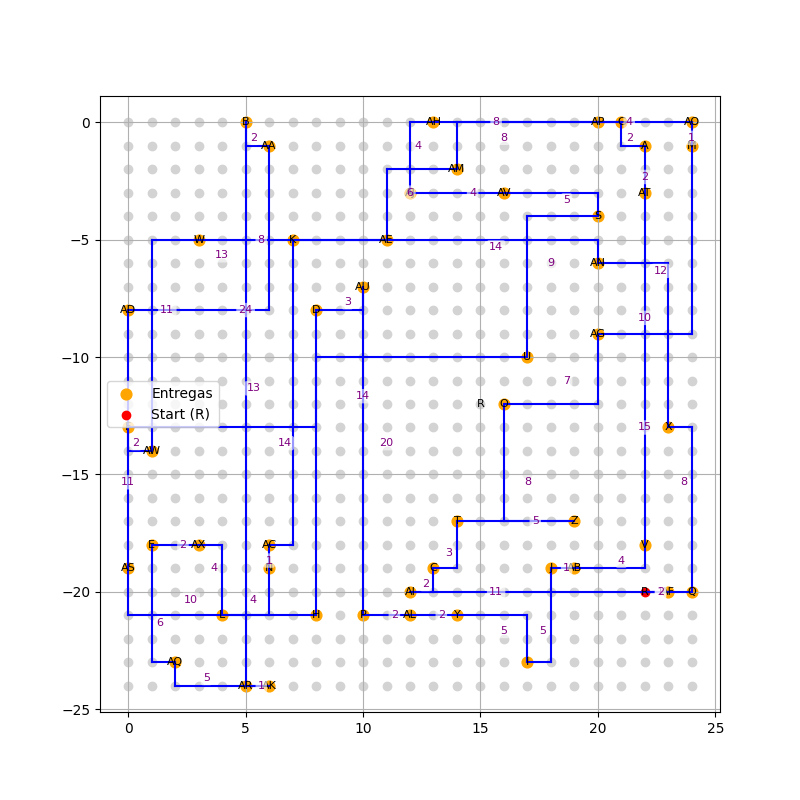 0 B AH 8 AP 4 AO
2 8 2 1
AA 4 A
AM
2
6 4 AV 5 AT
S
−5 W 8 K AE 14
13 9 AN 12
AU
3
AD 11 24 D 10
AG
−10 U
13 14 7
Entregas
R
Start (R)
15 X
2 14 20
AW
−15 11 8 8
T 5 Z
2 AX AC V
3
1 4
AS 4 G 1 B
2
−20 AI 11 R 2
10 4
H P 2 AL 2 Y
6 5 5
AQ
5
AR 1 AK
−25
0 5 10 15 20 25